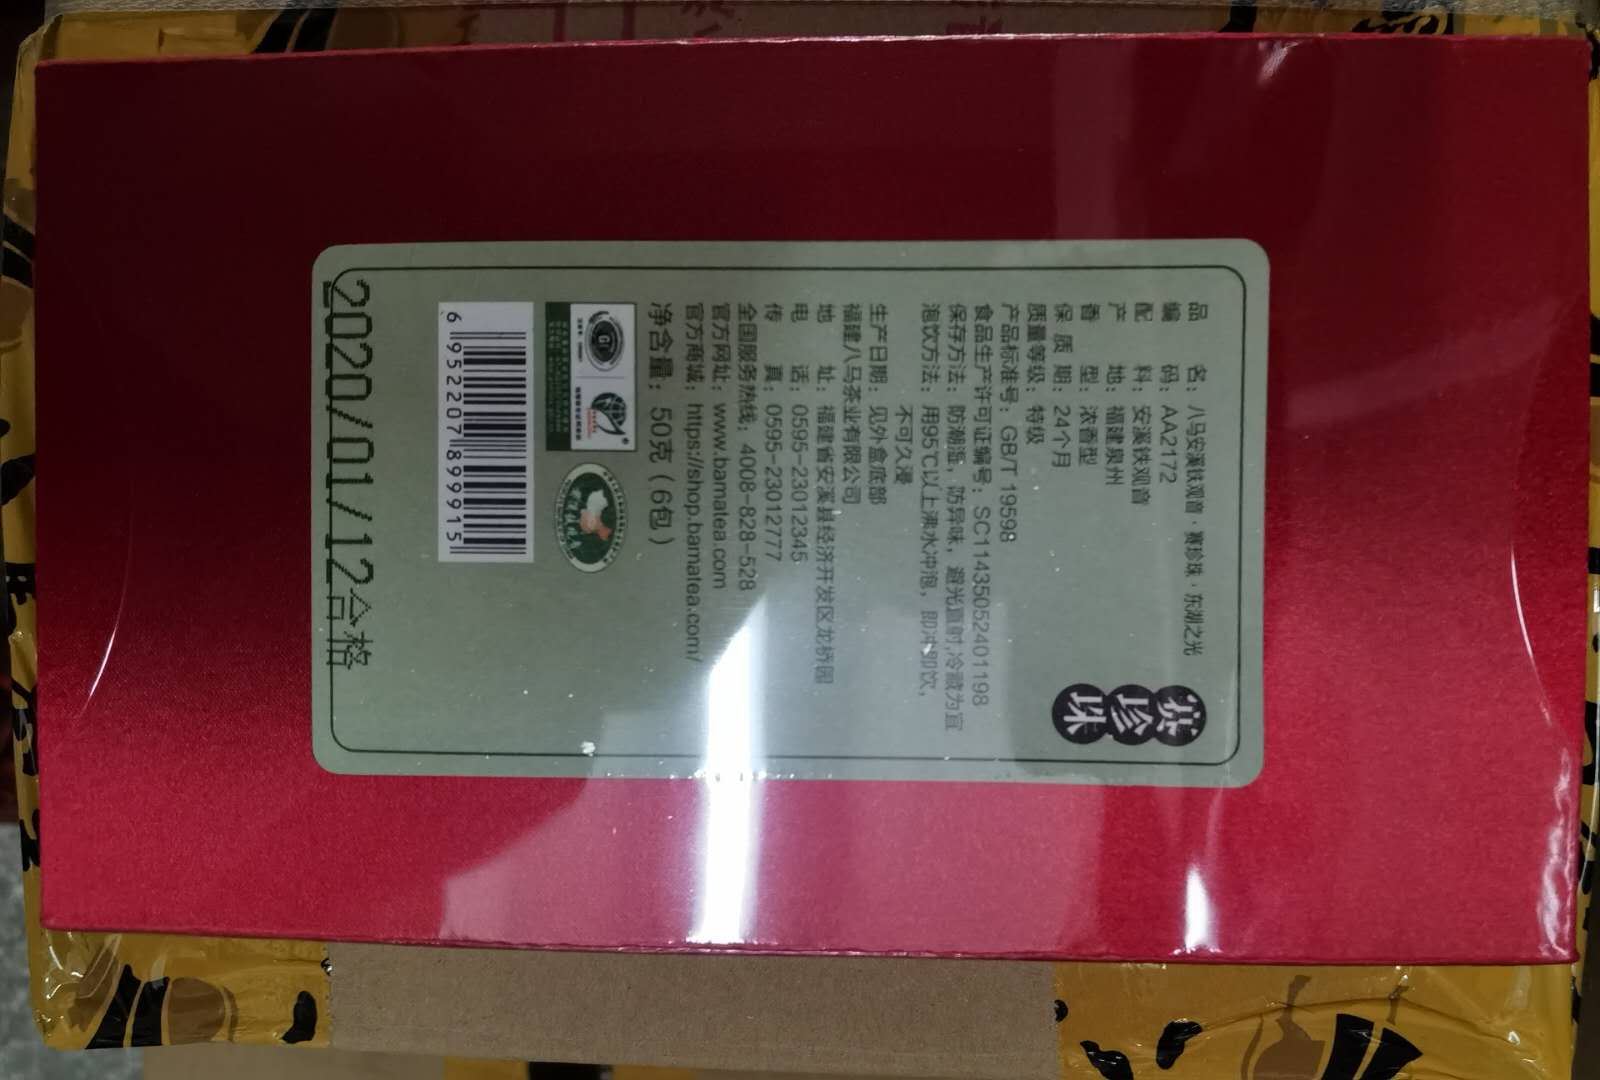 赛珍珠
品 名：八马安溪铁观音·赛珍珠·东湖之光
编 码：AA2172
配 料：安溪铁观音
产 地：福建泉州
香 型：浓香型
保 质 期：24个月
质量等级：特级
产品标准号：GB/T 19598
食品生产许可证编号：SC11435052401198
保存方法：防潮湿，防异味，避光直射,冷藏为宜
泡饮方法：用95℃以上沸水冲泡，即冲即饮，
不可久浸
生产日期：见外盒底部
福建八马茶业有限公司
地 址：福建省安溪县经济开发区龙桥园
电 话：0595-23012345
传 真：0595-23012777
全国服务热线：4008-828-528
官方网址：www.bamatea.com
官方商城：https://shop.bamatea.com/
净含量：50克（6包）
6 952207 899915
2020/01/12合格